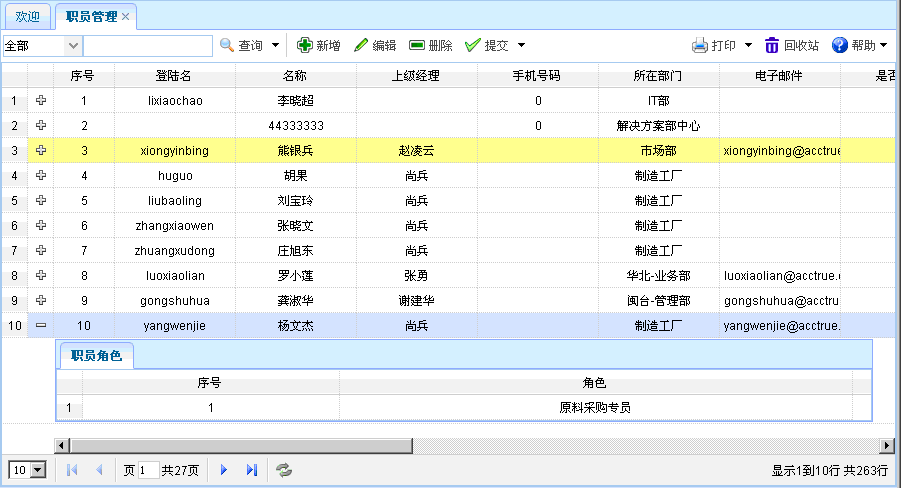 欢迎 职员管理
全部 查询 新增 编辑 删除 提交 打印 回收站 帮助
序号 登陆名 名称 上级经理 手机号码 所在部门 电子邮件 是否
1 1 lixiaochao 李晓超 0 IT部
2 2 44333333 0 解决方案部中心
3 3 xiongyinbing 熊银兵 赵凌云 市场部 xiongyinbing@acctrue
4 4 huguo 胡果 尚兵 制造工厂
5 5 liubaoling 刘宝玲 尚兵 制造工厂
6 6 zhangxiaowen 张晓文 尚兵 制造工厂
7 7 zhuangxudong 庄旭东 尚兵 制造工厂
8 8 luoxiaolian 罗小莲 张勇 华北-业务部 luoxiaolian@acctrue.
9 9 gongshuhua 龚淑华 谢建华 闽台-管理部 gongshuhua@acctru
10 10 yangwenjie 杨文杰 尚兵 制造工厂 yangwenjie@acctrue.
职员角色
序号 角色
1 1 原料采购专员
10 页 1 共27页 显示1到10行 共263行